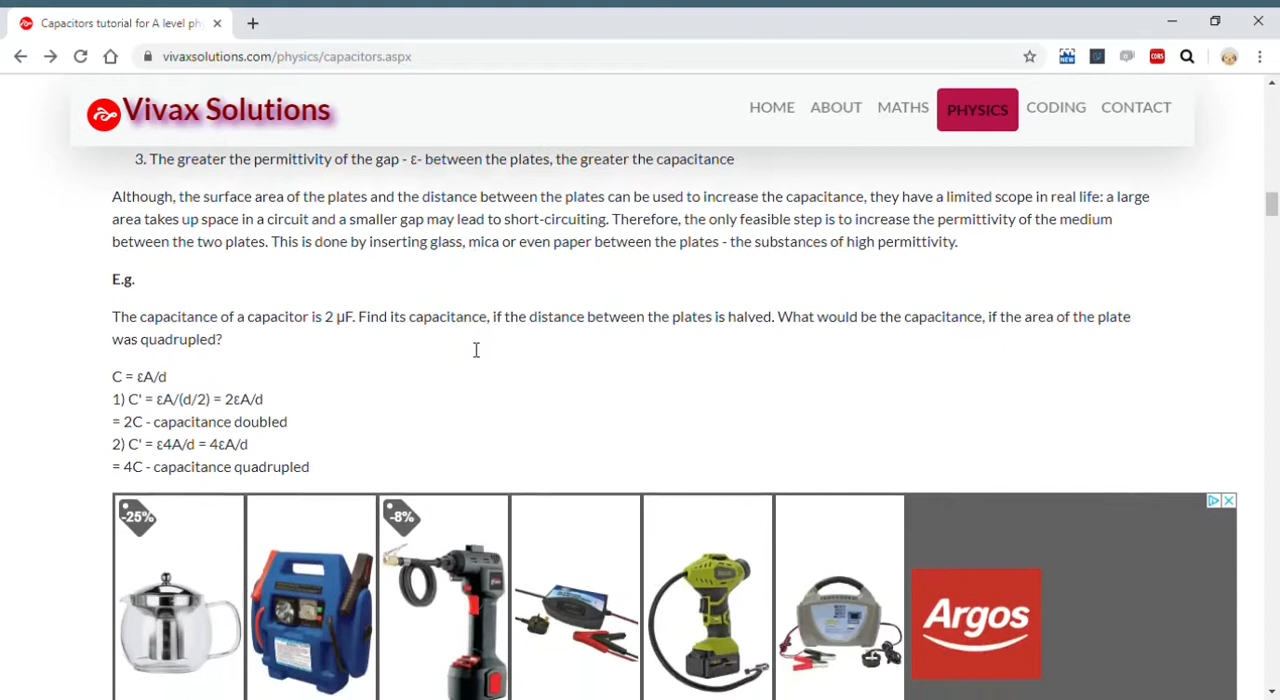 Capacitors tutorial for A level ph
vivaxsolutions.com/physics/capacitors.aspx
NEW
CORS
Vivax Solutions
HOME ABOUT MATHS PHYSICS CODING CONTACT
3. The greater the permittivity of the gap - ε- between the plates, the greater the capacitance
Although, the surface area of the plates and the distance between the plates can be used to increase the capacitance, they have a limited scope in real life: a large
area takes up space in a circuit and a smaller gap may lead to short-circuiting. Therefore, the only feasible step is to increase the permittivity of the medium
between the two plates. This is done by inserting glass, mica or even paper between the plates - the substances of high permittivity.
E.g.
The capacitance of a capacitor is 2 μF. Find its capacitance, if the distance between the plates is halved. What would be the capacitance, if the area of the plate
was quadrupled?
C = εA/d
1) C' = εA/(d/2) = 2εA/d
= 2C - capacitance doubled
2) C' = ε4A/d = 4εA/d
= 4C - capacitance quadrupled
-25%
-8%
Argos